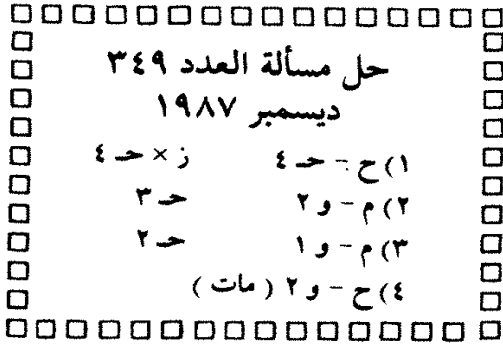 حل مسألة العدد ٣٤٩
ديسمبر ١٩٨٧
١) ح - حـ ٤ ز × حـ ٤
٢) م - و ٢ حـ ٣
٣) م - و ١ حـ ٢
٤) ح - و ٢ ( مات )